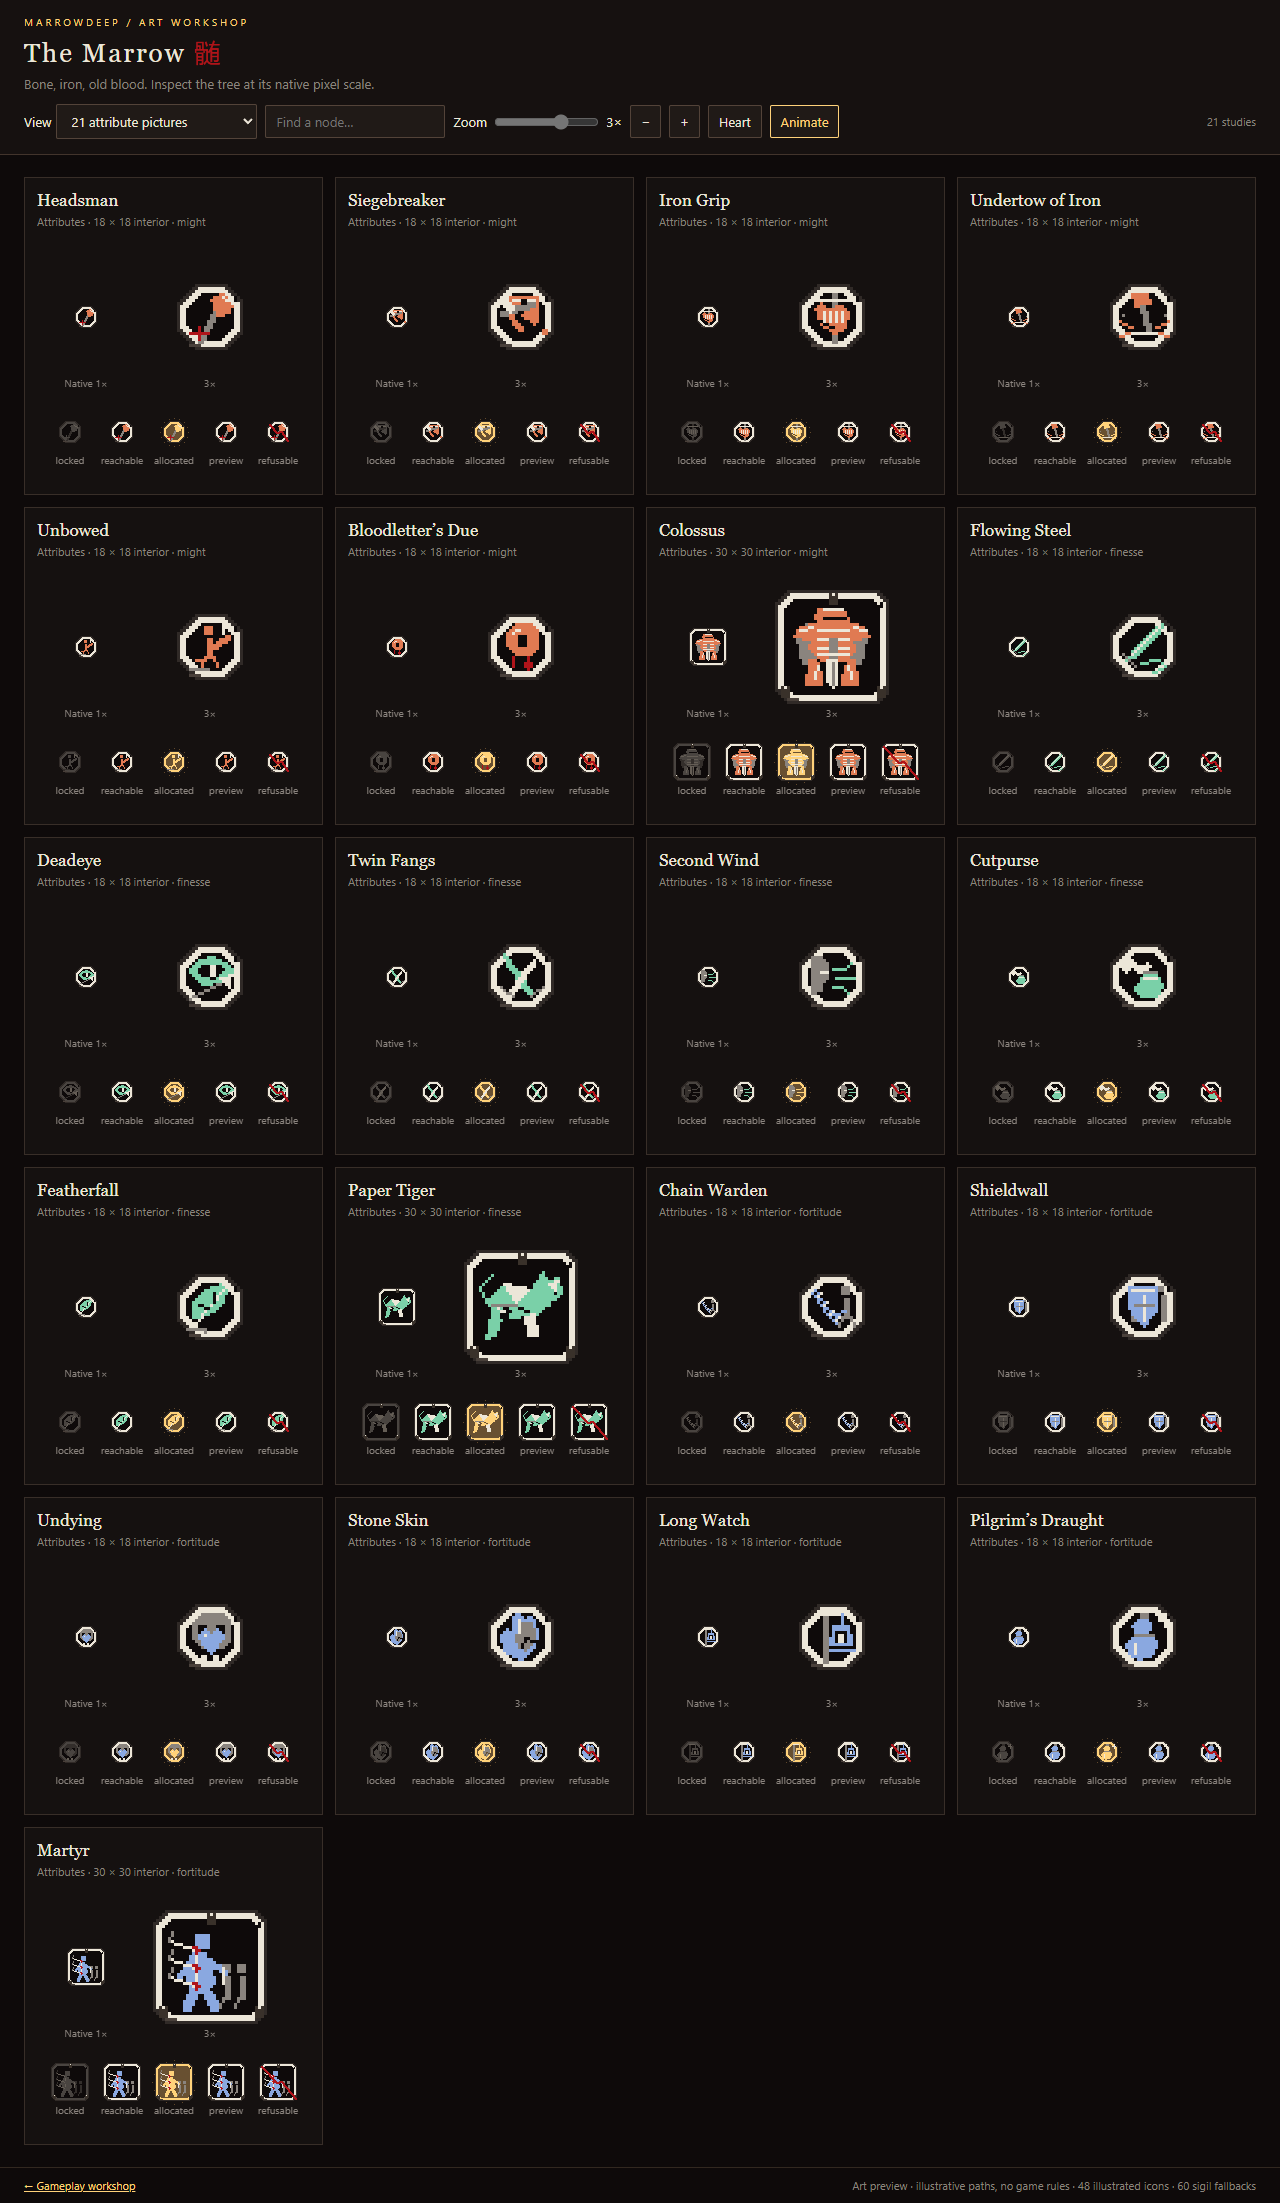 MARROWDEEP / ART WORKSHOP
The Marrow 髄
Bone, iron, old blood. Inspect the tree at its native pixel scale.
View 21 attribute pictures Find a node... Zoom 3× − + Heart Animate 21 studies
Headsman Siegebreaker Iron Grip Undertow of Iron
Attributes · 18 × 18 interior · might Attributes · 18 × 18 interior · might Attributes · 18 × 18 interior · might Attributes · 18 × 18 interior · might
Native 1× 3× Native 1× 3× Native 1× 3× Native 1× 3×
locked reachable allocated preview refusable locked reachable allocated preview refusable locked reachable allocated preview refusable locked reachable allocated preview refusable
Unbowed Bloodletter’s Due Colossus Flowing Steel
Attributes · 18 × 18 interior · might Attributes · 18 × 18 interior · might Attributes · 30 × 30 interior · might Attributes · 18 × 18 interior · finesse
Native 1× 3× Native 1× 3× Native 1× 3× Native 1× 3×
locked reachable allocated preview refusable locked reachable allocated preview refusable locked reachable allocated preview refusable locked reachable allocated preview refusable
Deadeye Twin Fangs Second Wind Cutpurse
Attributes · 18 × 18 interior · finesse Attributes · 18 × 18 interior · finesse Attributes · 18 × 18 interior · finesse Attributes · 18 × 18 interior · finesse
Native 1× 3× Native 1× 3× Native 1× 3× Native 1× 3×
locked reachable allocated preview refusable locked reachable allocated preview refusable locked reachable allocated preview refusable locked reachable allocated preview refusable
Featherfall Paper Tiger Chain Warden Shieldwall
Attributes · 18 × 18 interior · finesse Attributes · 30 × 30 interior · finesse Attributes · 18 × 18 interior · fortitude Attributes · 18 × 18 interior · fortitude
Native 1× 3× Native 1× 3× Native 1× 3× Native 1× 3×
locked reachable allocated preview refusable locked reachable allocated preview refusable locked reachable allocated preview refusable locked reachable allocated preview refusable
Undying Stone Skin Long Watch Pilgrim’s Draught
Attributes · 18 × 18 interior · fortitude Attributes · 18 × 18 interior · fortitude Attributes · 18 × 18 interior · fortitude Attributes · 18 × 18 interior · fortitude
Native 1× 3× Native 1× 3× Native 1× 3× Native 1× 3×
locked reachable allocated preview refusable locked reachable allocated preview refusable locked reachable allocated preview refusable locked reachable allocated preview refusable
Martyr
Attributes · 30 × 30 interior · fortitude
Native 1× 3×
locked reachable allocated preview refusable
← Gameplay workshop Art preview · illustrative paths, no game rules · 48 illustrated icons · 60 sigil fallbacks